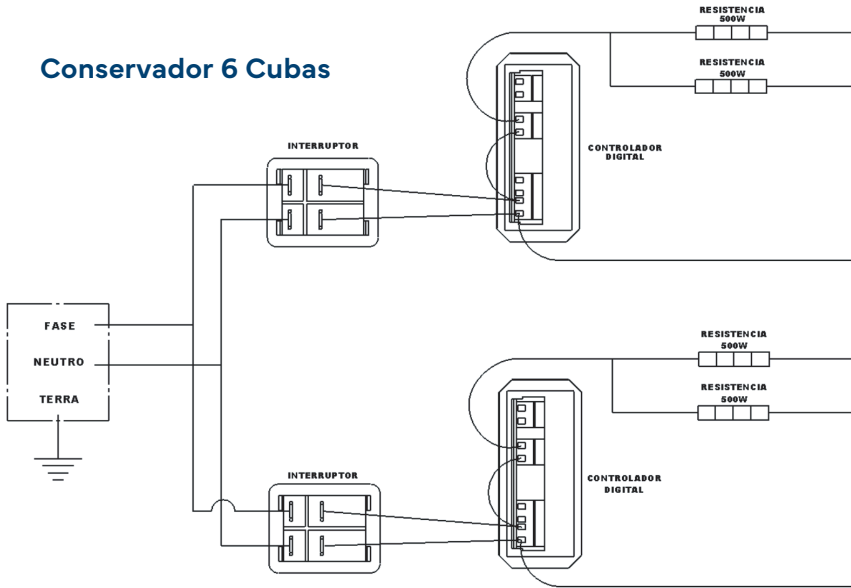 Conservador 6 Cubas
RESISTENCIA
500W
RESISTENCIA
500W
INTERRUPTOR
CONTROLADOR
DIGITAL
FASE
NEUTRO
TERRA
RESISTENCIA
500W
RESISTENCIA
500W
INTERRUPTOR
CONTROLADOR
DIGITAL